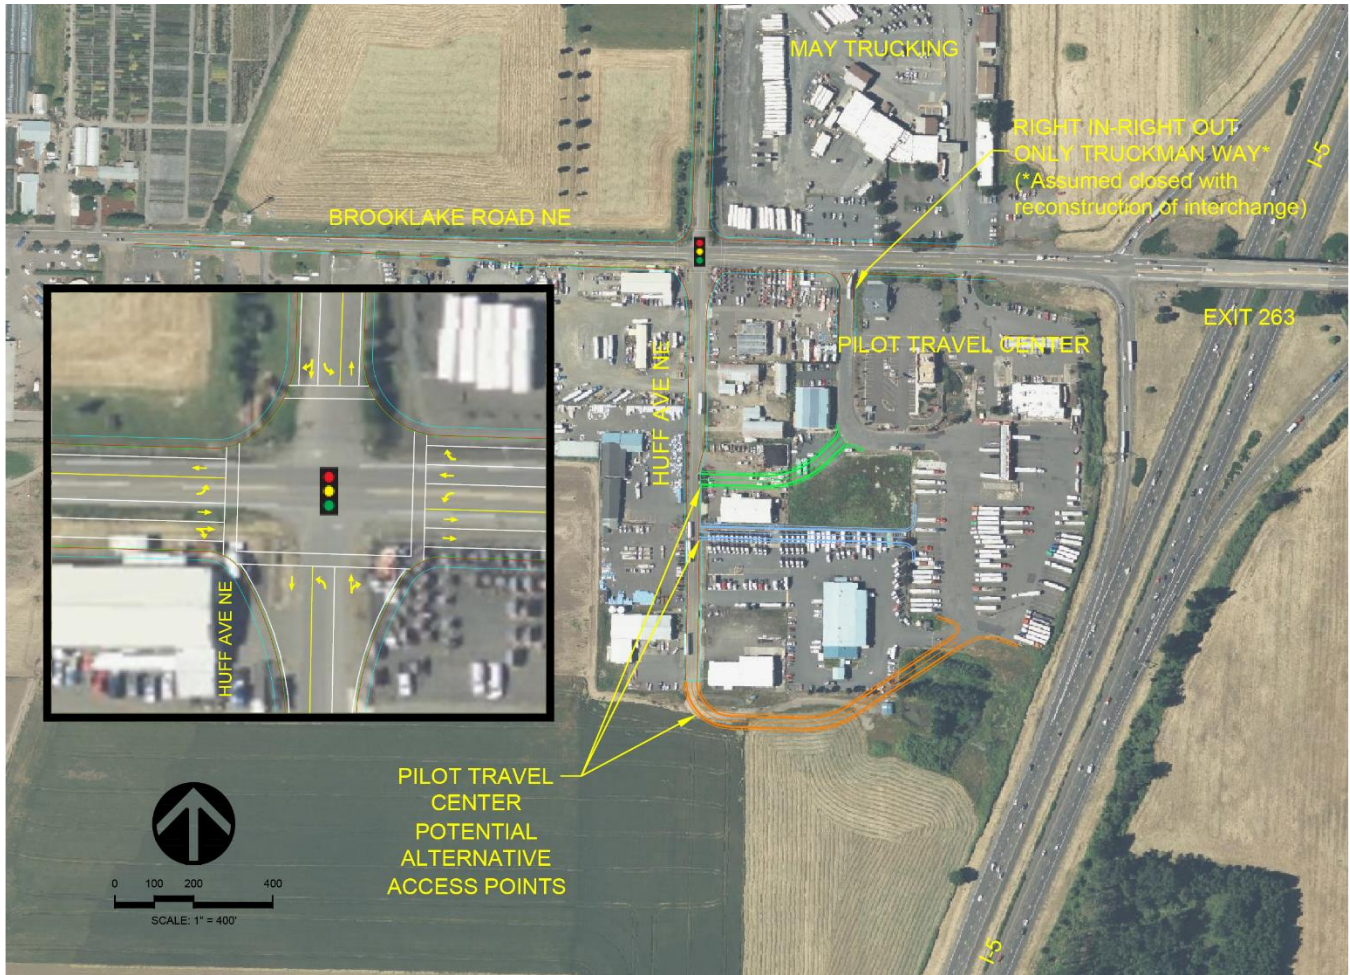 MAY TRUCKING
RIGHT IN-RIGHT OUT
ONLY TRUCKMAN WAY*
(*Assumed closed with
reconstruction of interchange)
I-5
BROOKLAKE ROAD NE
EXIT 263
PILOT TRAVEL CENTER
HUFF AVE NE
HUFF AVE NE
PILOT TRAVEL
CENTER
POTENTIAL
ALTERNATIVE
ACCESS POINTS
0 100 200 400
SCALE: 1" = 400'
I-5